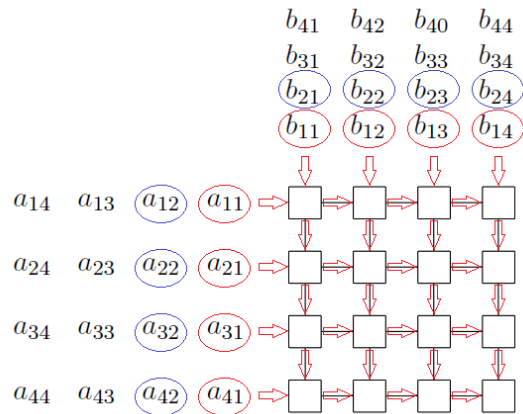 b₄₁ b₄₂ b₄₀ b₄₄
b₃₁ b₃₂ b₃₃ b₃₄
b₂₁ b₂₂ b₂₃ b₂₄
b₁₁ b₁₂ b₁₃ b₁₄
a₁₄ a₁₃ a₁₂ a₁₁
a₂₄ a₂₃ a₂₂ a₂₁
a₃₄ a₃₃ a₃₂ a₃₁
a₄₄ a₄₃ a₄₂ a₄₁